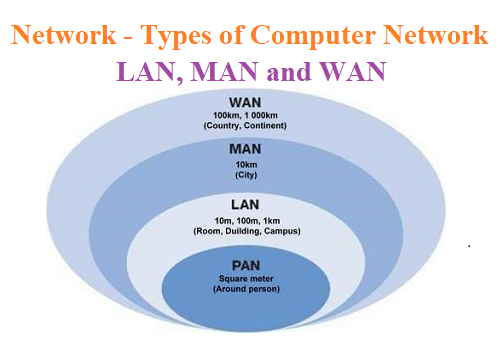 Network - Types of Computer Network
LAN, MAN and WAN
WAN
100km, 1 000km
(Country, Continent)
MAN
10km
(City)
LAN
10m, 100m, 1km
(Room, Duilding, Campus)
PAN
Square meter
(Around person)
.